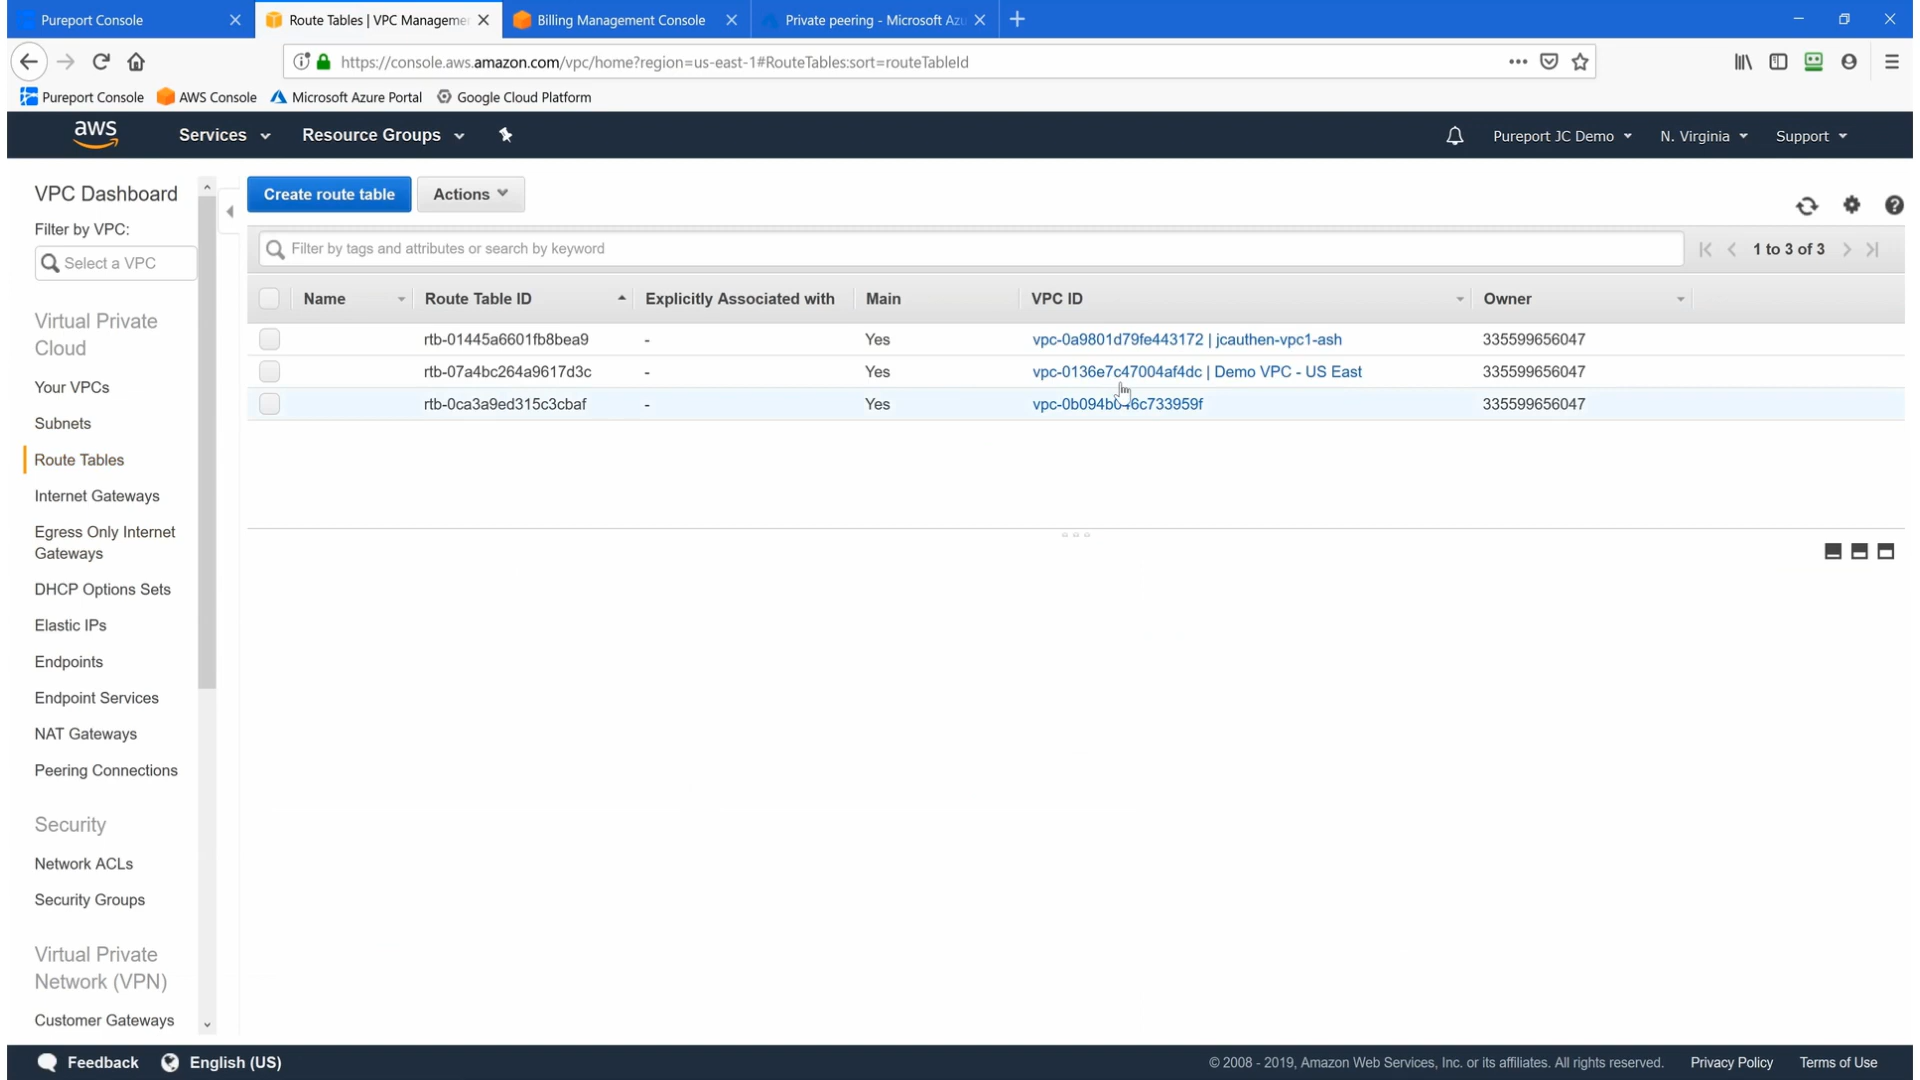 Pureport Console
Route Tables | VPC Manageme
Billing Management Console
Private peering - Microsoft Azu
https://console.aws.amazon.com/vpc/home?region=us-east-1#RouteTables:sort=routeTableId
Pureport Console
AWS Console
Microsoft Azure Portal
Google Cloud Platform
aws
Services
Resource Groups
Pureport JC Demo
N. Virginia
Support
VPC Dashboard
Filter by VPC:
Select a VPC
Virtual Private
Cloud
Your VPCs
Subnets
Route Tables
Internet Gateways
Egress Only Internet
Gateways
DHCP Options Sets
Elastic IPs
Endpoints
Endpoint Services
NAT Gateways
Peering Connections
Security
Network ACLs
Security Groups
Virtual Private
Network (VPN)
Customer Gateways
Create route table
Actions
Filter by tags and attributes or search by keyword
1 to 3 of 3
Name Route Table ID Explicitly Associated with Main VPC ID Owner
rtb-01445a6601fb8bea9 - Yes vpc-0a9801d79fe443172 | jcauthen-vpc1-ash 335599656047
rtb-07a4bc264a9617d3c - Yes vpc-0136e7c47004af4dc | Demo VPC - US East 335599656047
rtb-0ca3a9ed315c3cbaf - Yes 335599656047
Feedback
English (US)
© 2008 - 2019, Amazon Web Services, Inc. or its affiliates. All rights reserved.
Privacy Policy
Terms of Use